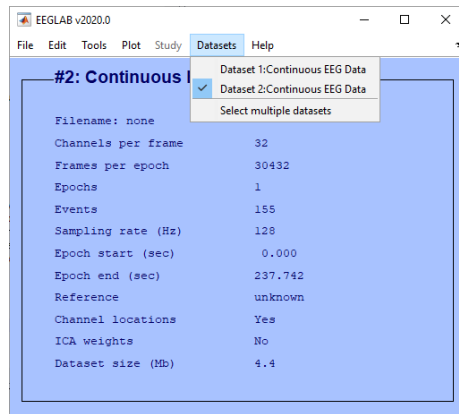 EEGLAB v2020.0
File Edit Tools Plot Study Datasets Help
Dataset 1:Continuous EEG Data
Dataset 2:Continuous EEG Data
Select multiple datasets
#2: Continuous
Filename: none
Channels per frame 32
Frames per epoch 30432
Epochs 1
Events 155
Sampling rate (Hz) 128
Epoch start (sec) 0.000
Epoch end (sec) 237.742
Reference unknown
Channel locations Yes
ICA weights No
Dataset size (Mb) 4.4